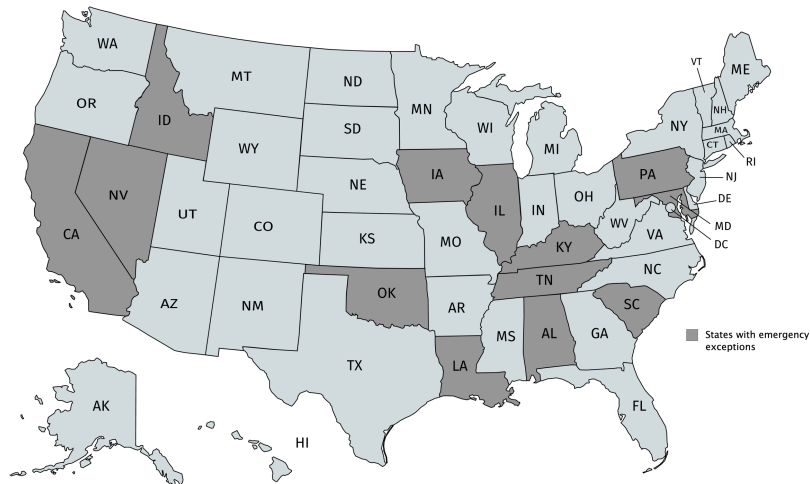 WA
MT
ND
MN
VT
ME
OR
ID
SD
WI
MI
NY
NH
MA
CT
RI
WY
NE
IA
IL
IN
OH
PA
NJ
DE
MD
DC
CA
NV
UT
CO
KS
MO
KY
WV
VA
AZ
NM
OK
AR
TN
NC
SC
TX
LA
MS
AL
GA
FL
AK
HI
States with emergency
exceptions